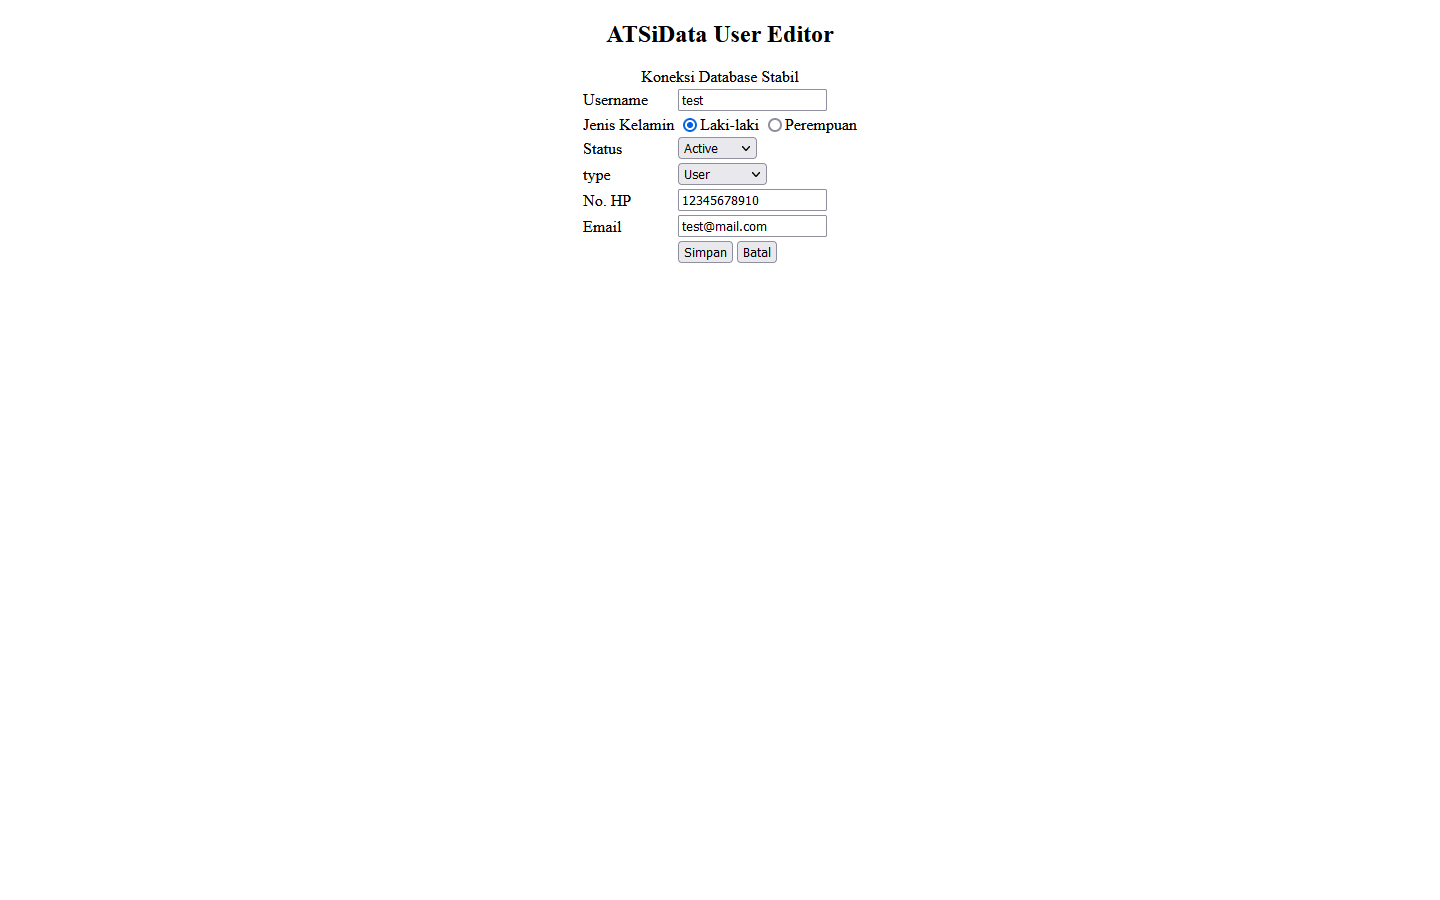 ATSiData User Editor
Koneksi Database Stabil
Username test
Jenis Kelamin Laki-laki Perempuan
Status Active
type User
No. HP 12345678910
Email test@mail.com
Simpan Batal